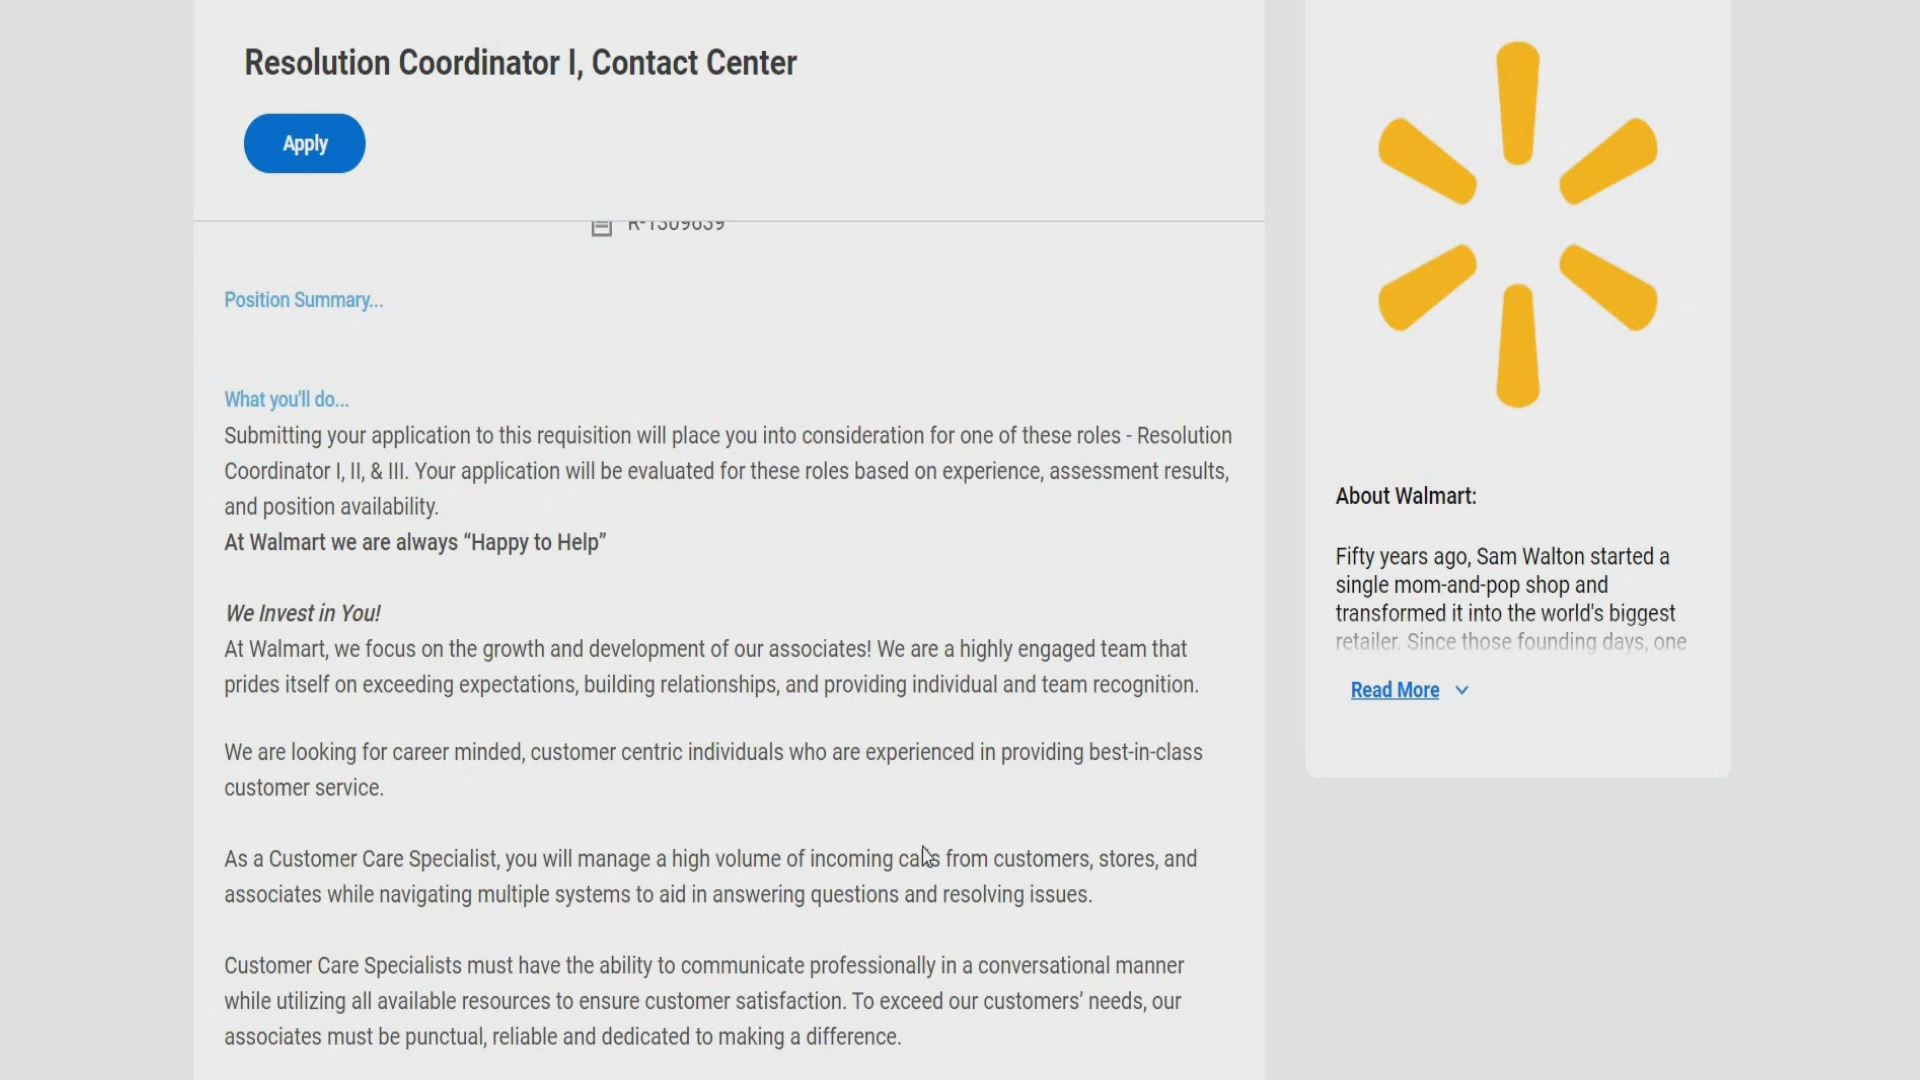 Resolution Coordinator I, Contact Center
Apply
R-1309639
Position Summary...
What you'll do...
Submitting your application to this requisition will place you into consideration for one of these roles - Resolution
Coordinator I, II, & III. Your application will be evaluated for these roles based on experience, assessment results,
and position availability.
At Walmart we are always “Happy to Help”
We Invest in You!
At Walmart, we focus on the growth and development of our associates! We are a highly engaged team that
prides itself on exceeding expectations, building relationships, and providing individual and team recognition.
We are looking for career minded, customer centric individuals who are experienced in providing best-in-class
customer service.
As a Customer Care Specialist, you will manage a high volume of incoming calls from customers, stores, and
associates while navigating multiple systems to aid in answering questions and resolving issues.
Customer Care Specialists must have the ability to communicate professionally in a conversational manner
while utilizing all available resources to ensure customer satisfaction. To exceed our customers’ needs, our
associates must be punctual, reliable and dedicated to making a difference.
About Walmart:
Fifty years ago, Sam Walton started a
single mom-and-pop shop and
transformed it into the world's biggest
retailer. Since those founding days, one
Read More